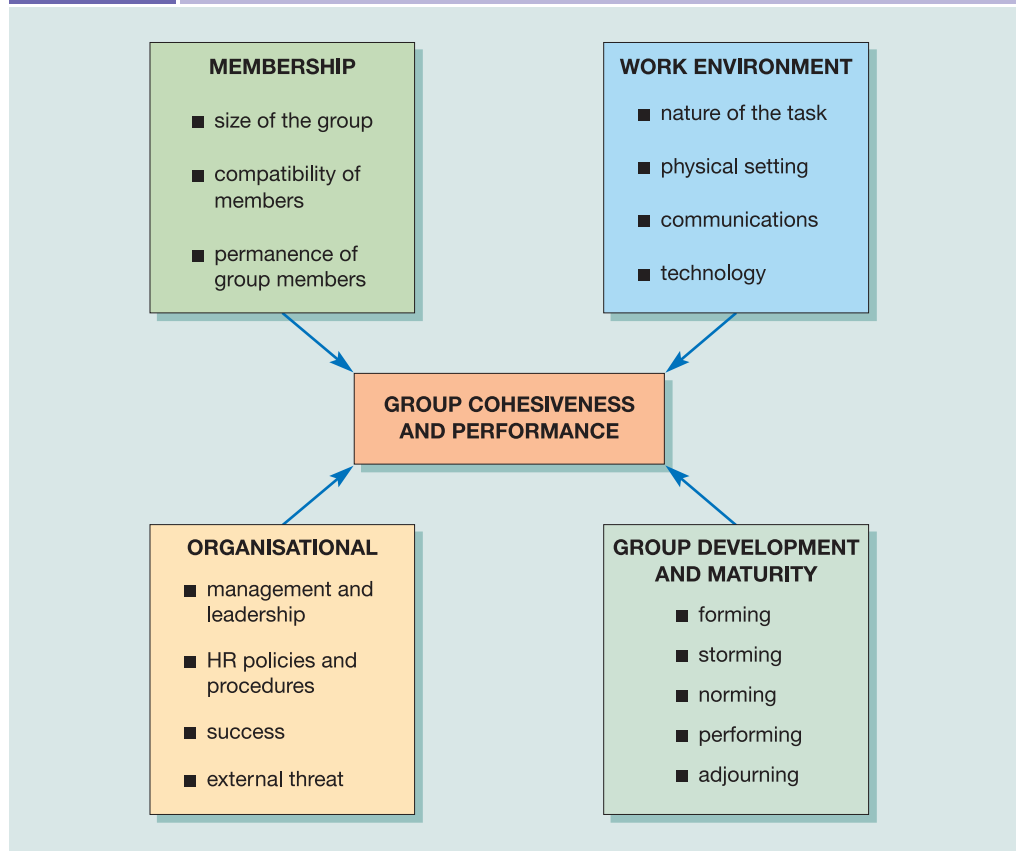 MEMBERSHIP
■ size of the group
■ compatibility of
members
■ permanence of
group members
WORK ENVIRONMENT
■ nature of the task
■ physical setting
■ communications
■ technology
GROUP COHESIVENESS
AND PERFORMANCE
ORGANISATIONAL
■ management and
leadership
■ HR policies and
procedures
■ success
■ external threat
GROUP DEVELOPMENT
AND MATURITY
■ forming
■ storming
■ norming
■ performing
■ adjourning